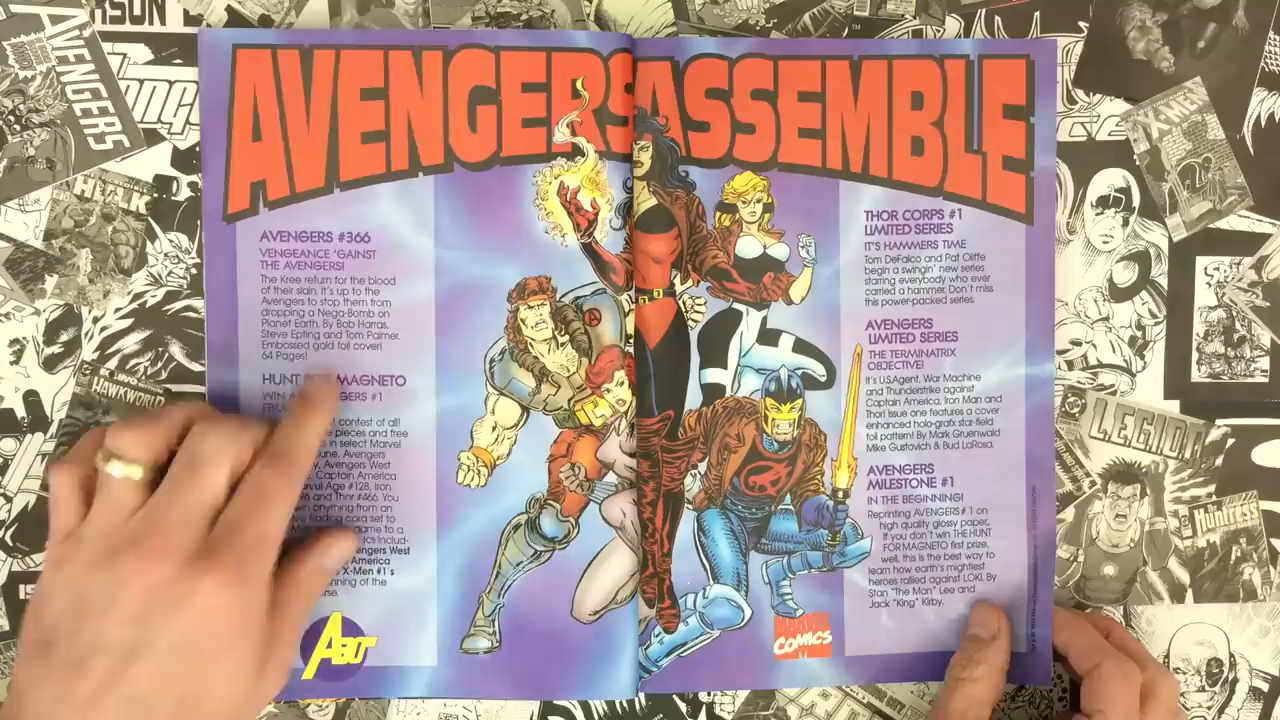 AVENGERS ASSEMBLE
AVENGERS #366
VENGEANCE 'GAINST
THE AVENGERS!
The Kree return for the blood
of their slain. It's up to the
Avengers to stop them from
dropping a Nega-Bomb on
Planet Earth. By Bob Harras,
Steve Epting and Tom Palmer.
Embossed gold foil cover!
64 Pages!
HUNT MAGNETO
WIN
#1
contest of all!
pieces and free
in select Marvel
Avengers
Avengers West
Captain America
Age #128, Iron
and Thor #466. You
anything from an
trading card set to
game to a
Includ-
West
America
X-Men #1's
of the
A30
THOR CORPS #1
LIMITED SERIES
IT'S HAMMERS TIME
Tom DeFalco and Pat Oliffe
begin a swingin' new series
starring everybody who ever
carried a hammer. Don't miss
this power-packed series.
AVENGERS
LIMITED SERIES
THE TERMINATRIX
OBJECTIVE!
It's U.S.Agent, War Machine
and Thunderstrike against
Captain America, Iron Man and
Thor! Issue one features a cover
enhanced holo-grafx star-field
foil pattern! By Mark Gruenwald
Mike Gustovich & Bud LaRosa.
AVENGERS
MILESTONE #1
IN THE BEGINNING!
Reprinting AVENGERS #1 on
high quality glossy paper.
If you don't win THE HUNT
FOR MAGNETO first prize,
well, this is the best way to
learn how earth's mightiest
heroes rallied against LOKI. By
Stan "The Man" Lee and
Jack "King" Kirby.
MARVEL
COMICS
AVENGERS
HAWKWORLD
X-MEN
LEGION
Huntress